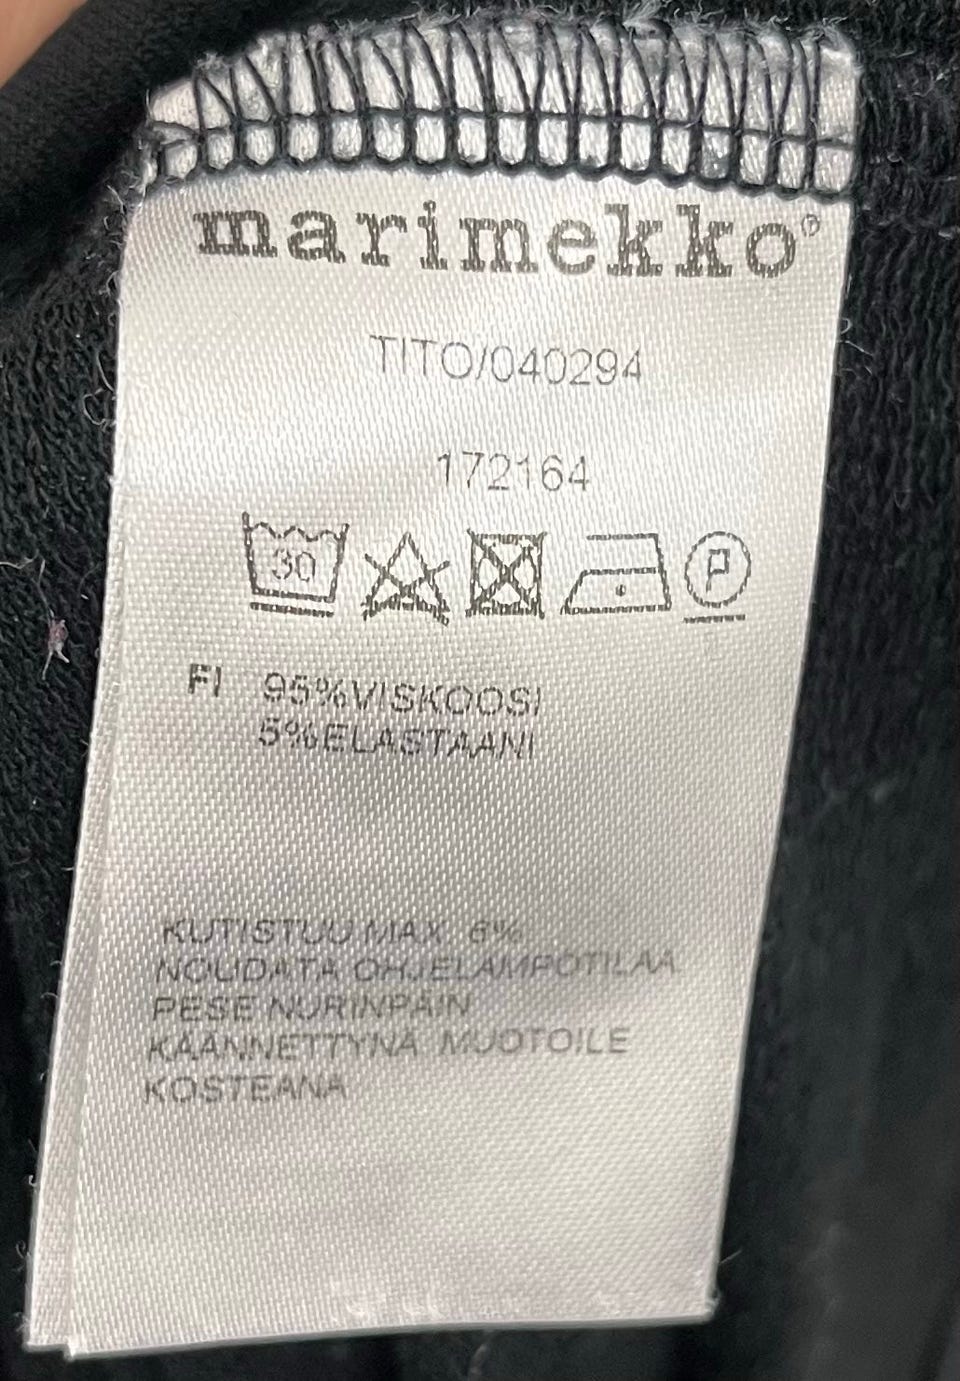 marimekko®
TITO/040294
172164
30 P
FI 95%VISKOOSI
5%ELASTAANI
KUTISTUU MAX 6%
NOUDATA OHJELÄMPÖTILAA
PESE NURINPÄIN
KÄÄNNETTYNÄ MUOTOILE
KOSTEANA